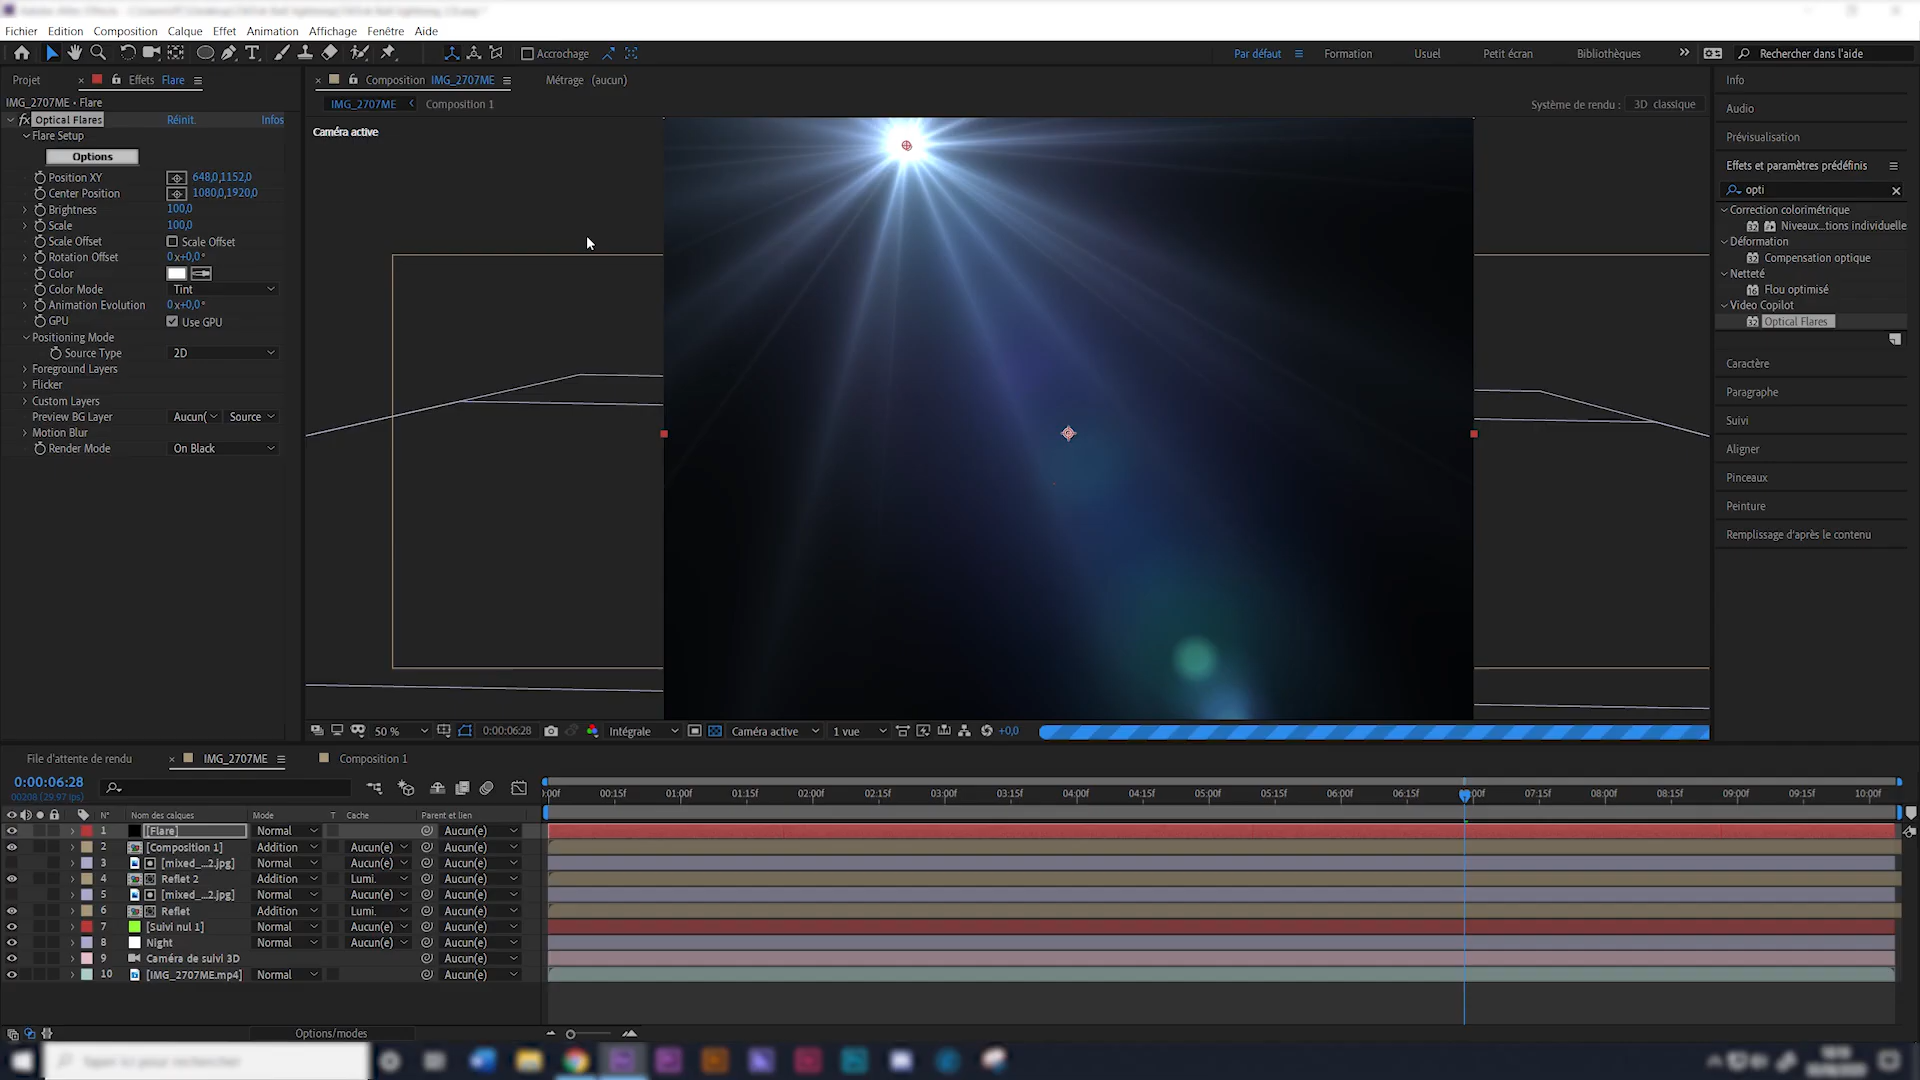 Fichier Edition Composition Calque Effet Animation Affichage Fenêtre Aide
Accrochage
Par défaut Formation Usuel Petit écran Bibliothèques Rechercher dans l'aide
Projet Effets Flare
IMG_2707ME • Flare
fx Optical Flares Réinit. Infos
Flare Setup
Options
Position XY 648,0,1152,0
Center Position 1080,0,1920,0
Brightness 100,0
Scale 100,0
Scale Offset Scale Offset
Rotation Offset 0x+0,0°
Color
Color Mode Tint
Animation Evolution 0x+0,0°
GPU Use GPU
Positioning Mode
Source Type 2D
Foreground Layers
Flicker
Custom Layers
Preview BG Layer Aucun( Source
Motion Blur
Render Mode On Black
Composition IMG_2707ME Métrage (aucun)
IMG_2707ME Composition 1 Système de rendu : 3D classique
Caméra active
50 % 0:00:06:28 Intégrale Caméra active 1 vue +0,0
Info
Audio
Prévisualisation
Effets et paramètres prédéfinis
opti
Correction colorimétrique
Niveaux...tions individuelle
Déformation
Compensation optique
Netteté
Flou optimisé
Video Copilot
Optical Flares
Caractère
Paragraphe
Suivi
Aligner
Pinceaux
Peinture
Remplissage d'après le contenu
File d'attente de rendu IMG_2707ME Composition 1
0:00:06:28
00208 (29,97 ips)
:00f 00:15f 01:00f 01:15f 02:00f 02:15f 03:00f 03:15f 04:00f 04:15f 05:00f 05:15f 06:00f 06:15f 07:15f 08:00f 08:15f 09:00f 09:15f 10:00f
N° Nom des calques Mode T Cache Parent et lien
1 [Flare] Normal Aucun(e)
2 [Composition 1] Addition Aucun(e) Aucun(e)
3 [mixed_...2.jpg] Normal Aucun(e) Aucun(e)
4 Reflet 2 Addition Lumi. Aucun(e)
5 [mixed_...2.jpg] Normal Aucun(e) Aucun(e)
6 Reflet Addition Lumi. Aucun(e)
7 [Suivi nul 1] Normal Aucun(e) Aucun(e)
8 Night Normal Aucun(e) Aucun(e)
9 Caméra de suivi 3D Aucun(e)
10 [IMG_2707ME.mp4] Normal Aucun(e)
Options/modes